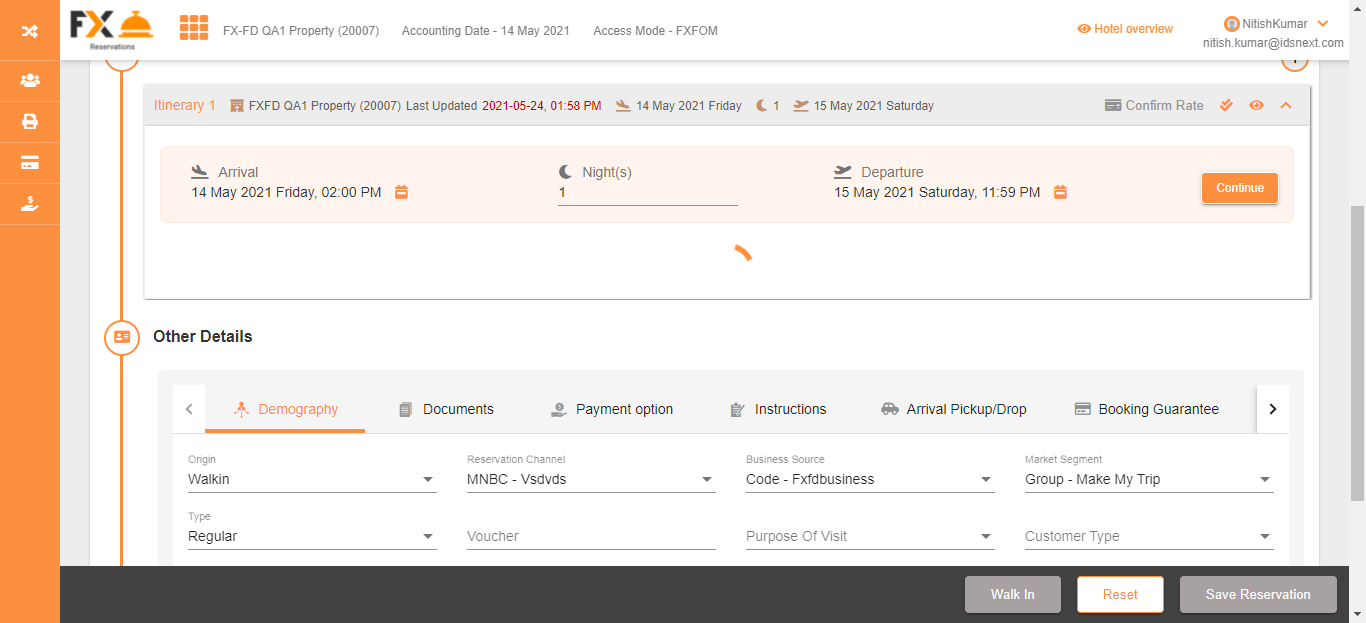 FX
Reservations
FX-FD QA1 Property (20007) Accounting Date - 14 May 2021 Access Mode - FXFOM
Hotel overview
NitishKumar
nitish.kumar@idsnext.com
Itinerary 1 FXFD QA1 Property (20007) Last Updated 2021-05-24, 01:58 PM 14 May 2021 Friday 1 15 May 2021 Saturday Confirm Rate
Arrival Night(s) Departure
14 May 2021 Friday, 02:00 PM 1 15 May 2021 Saturday, 11:59 PM
Continue
Other Details
Demography Documents Payment option Instructions Arrival Pickup/Drop Booking Guarantee
Origin Reservation Channel Business Source Market Segment
Walkin MNBC - Vsdvds Code - Fxfdbusiness Group - Make My Trip
Type
Regular Voucher Purpose Of Visit Customer Type
Walk In Reset Save Reservation